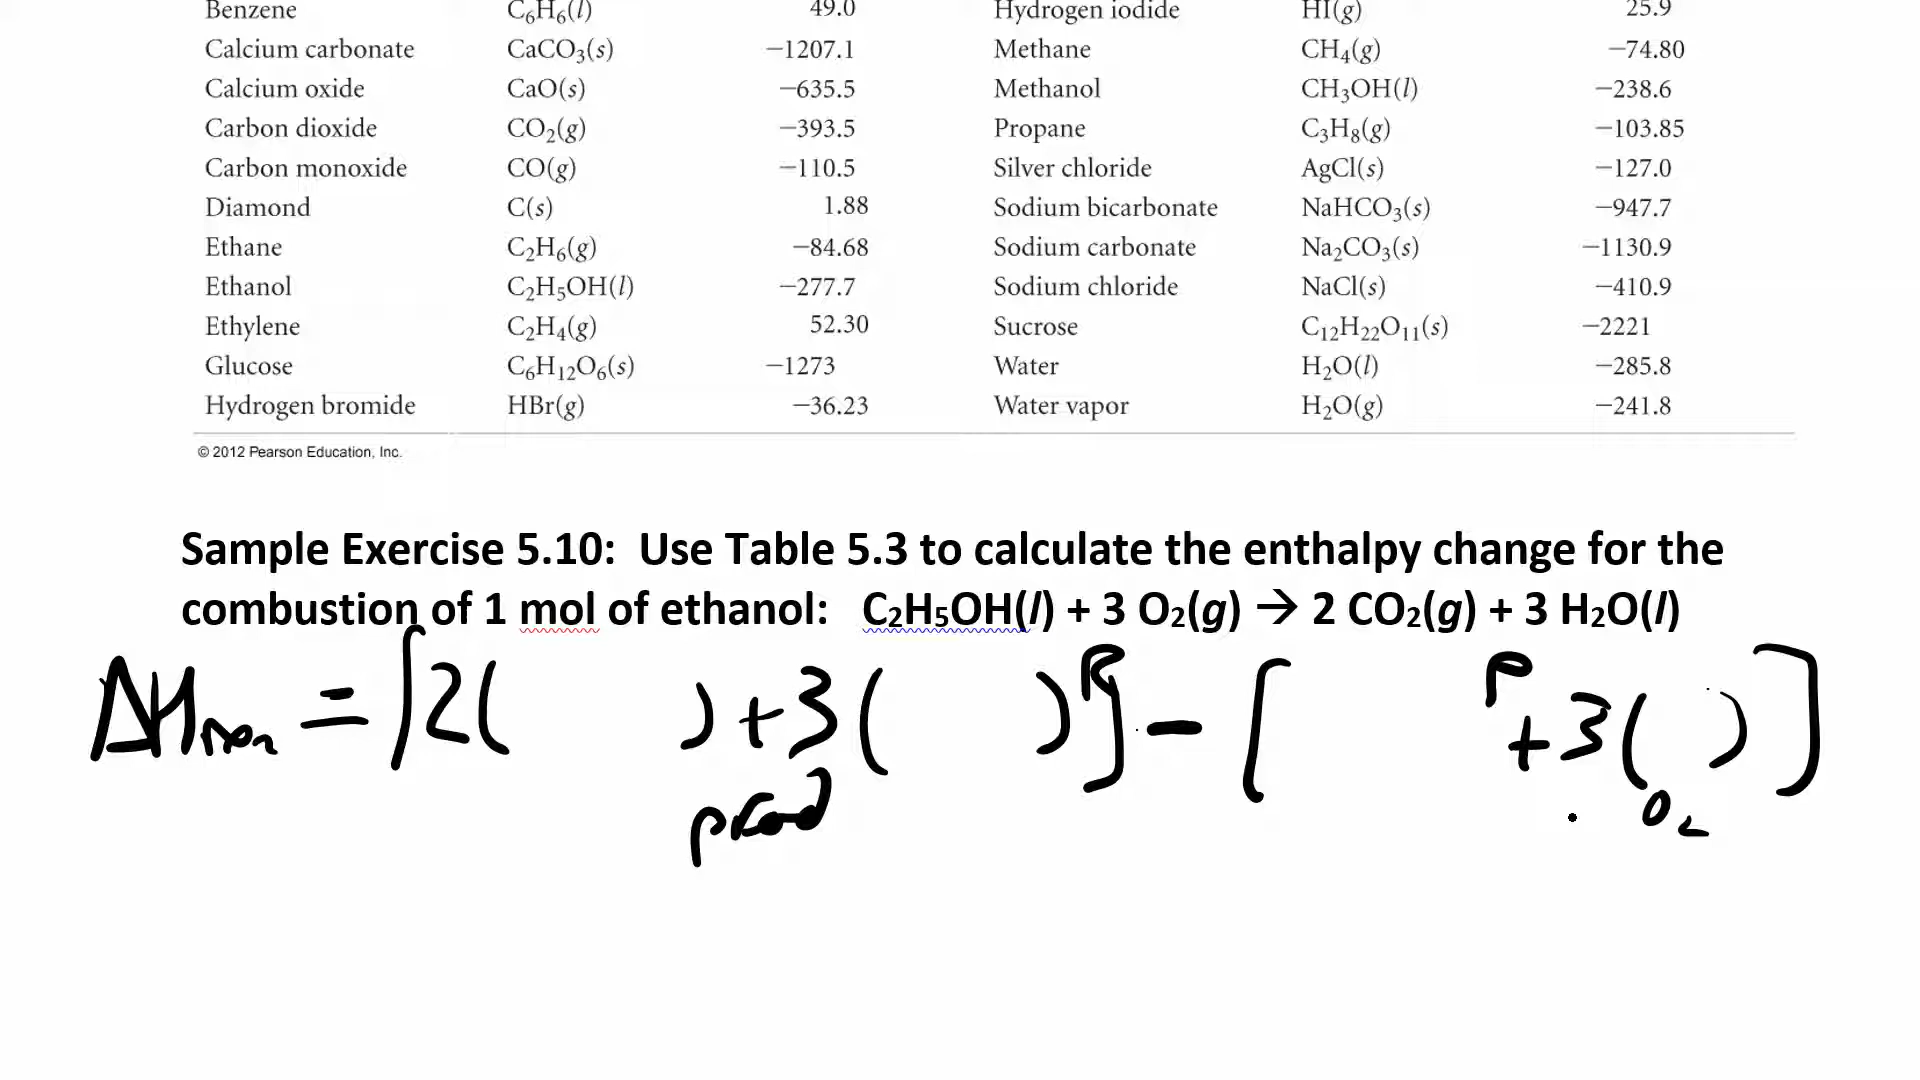 Benzene C₆H₆(l) 49.0 Hydrogen iodide HI(g) 25.9
Calcium carbonate CaCO₃(s) −1207.1 Methane CH₄(g) −74.80
Calcium oxide CaO(s) −635.5 Methanol CH₃OH(l) −238.6
Carbon dioxide CO₂(g) −393.5 Propane C₃H₈(g) −103.85
Carbon monoxide CO(g) −110.5 Silver chloride AgCl(s) −127.0
Diamond C(s) 1.88 Sodium bicarbonate NaHCO₃(s) −947.7
Ethane C₂H₆(g) −84.68 Sodium carbonate Na₂CO₃(s) −1130.9
Ethanol C₂H₅OH(l) −277.7 Sodium chloride NaCl(s) −410.9
Ethylene C₂H₄(g) 52.30 Sucrose C₁₂H₂₂O₁₁(s) −2221
Glucose C₆H₁₂O₆(s) −1273 Water H₂O(l) −285.8
Hydrogen bromide HBr(g) −36.23 Water vapor H₂O(g) −241.8
© 2012 Pearson Education, Inc.
Sample Exercise 5.10: Use Table 5.3 to calculate the enthalpy change for the
combustion of 1 mol of ethanol: C₂H₅OH(l) + 3 O₂(g) → 2 CO₂(g) + 3 H₂O(l)
ΔHrxn = [2( ) + 3( )] − [ + 3( )]
prod O₂